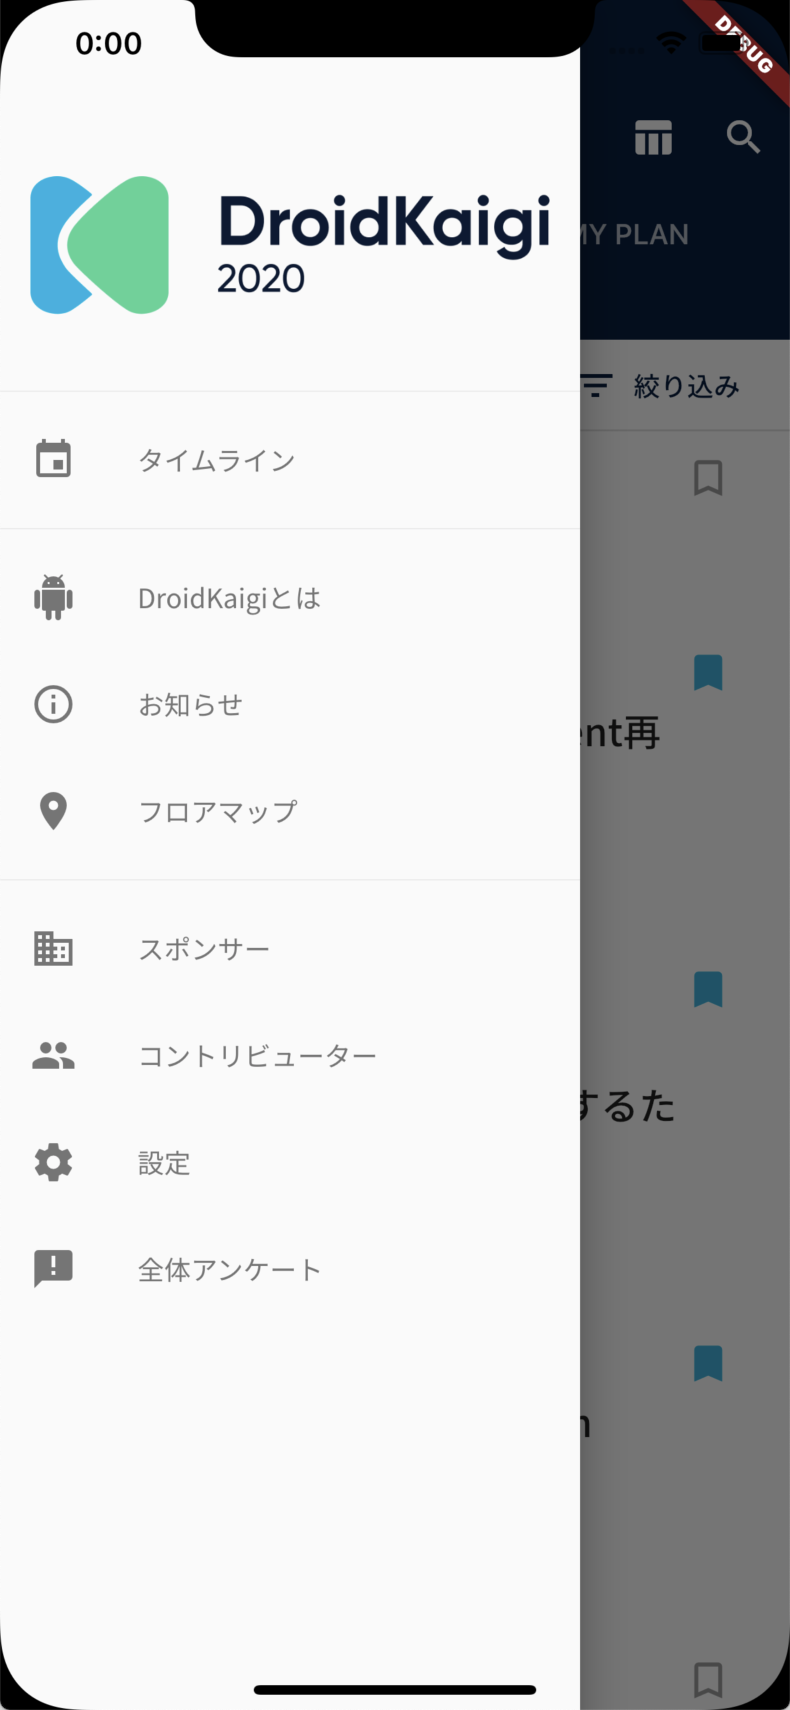 0:00
DEBUG
DroidKaigi
2020
MY PLAN
絞り込み
タイムライン
DroidKaigiとは
お知らせ
ent再
フロアマップ
スポンサー
コントリビューター
するた
設定
全体アンケート
n